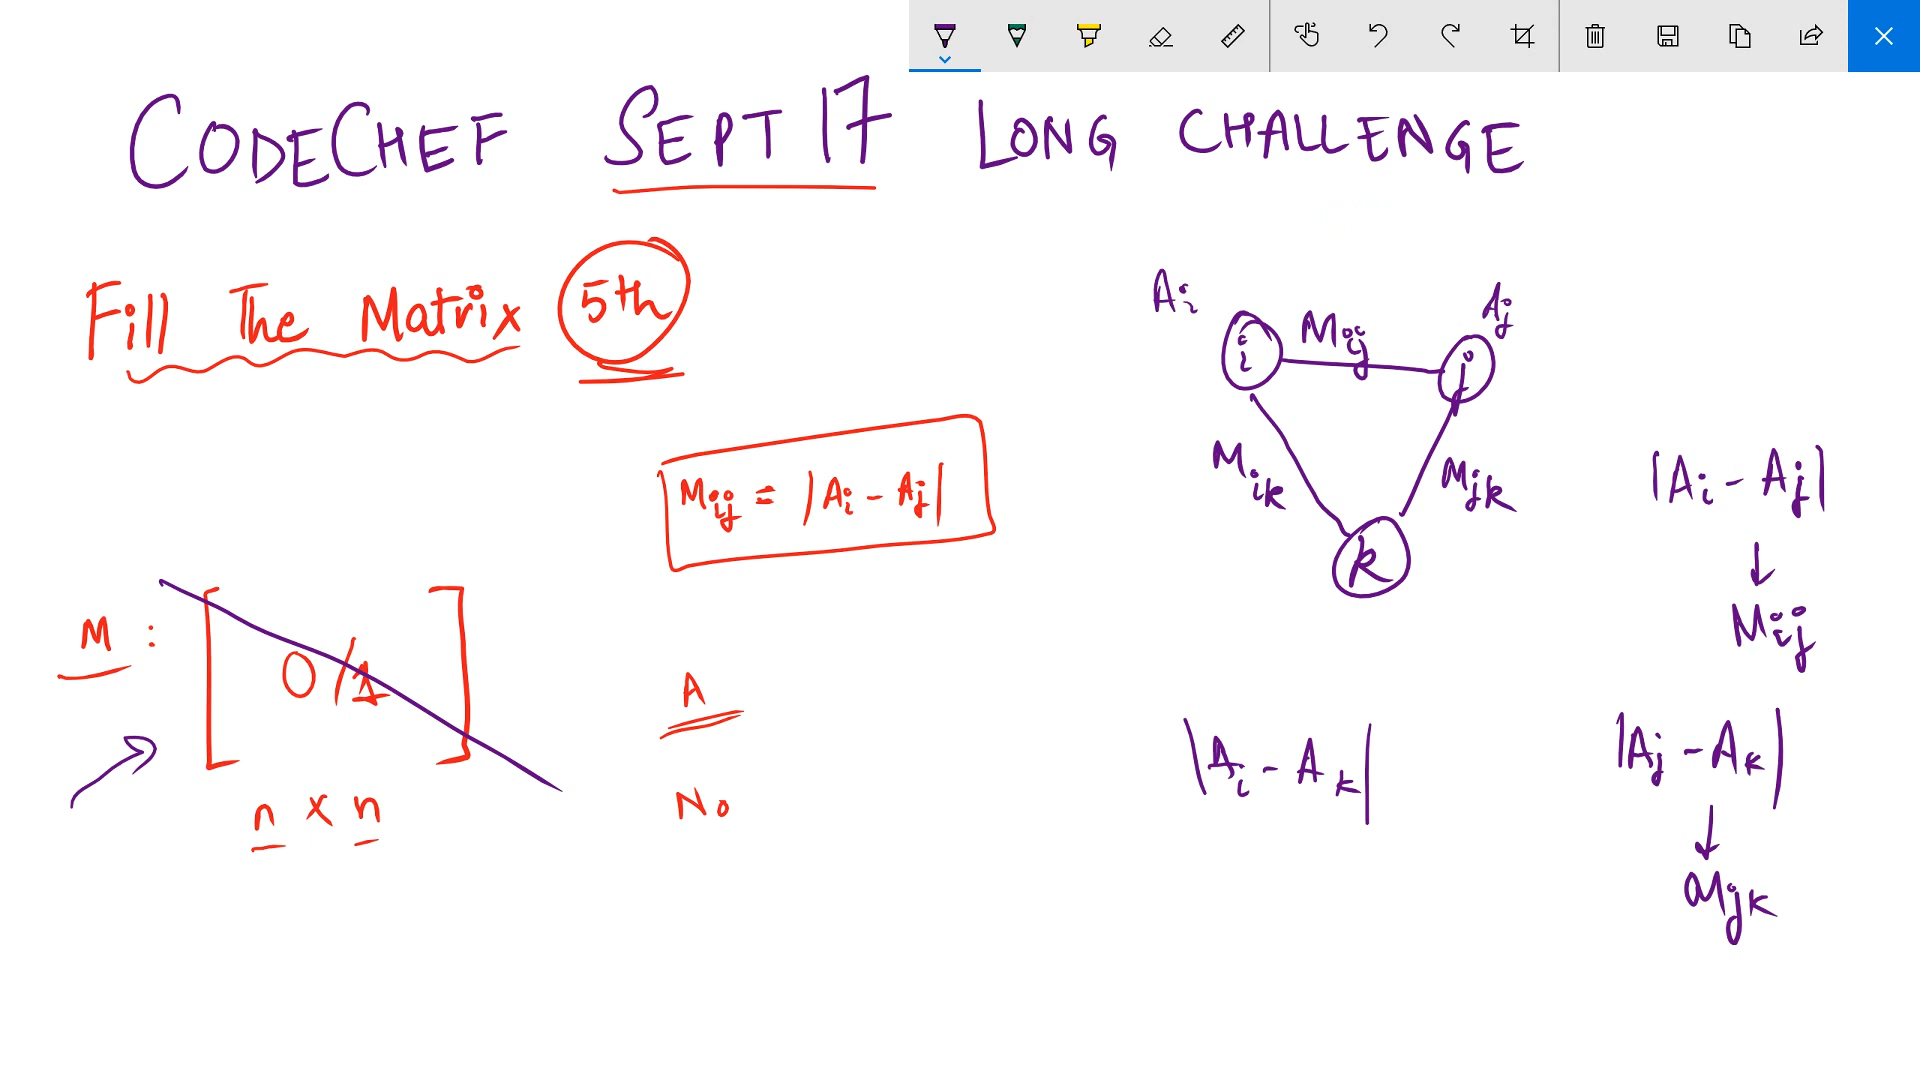 CODECHEF SEPT 17 LONG CHALLENGE
Fill The Matrix 5th
Mij = |Ai - Aj|
M : [ 0/1 ]
n x n
A
No
Ai
Aj
i
Mij
j
Mik
Mjk
k
|Ai - Aj|
↓
Mij
|Ai - Ak|
|Aj - Ak|
↓
Mjk